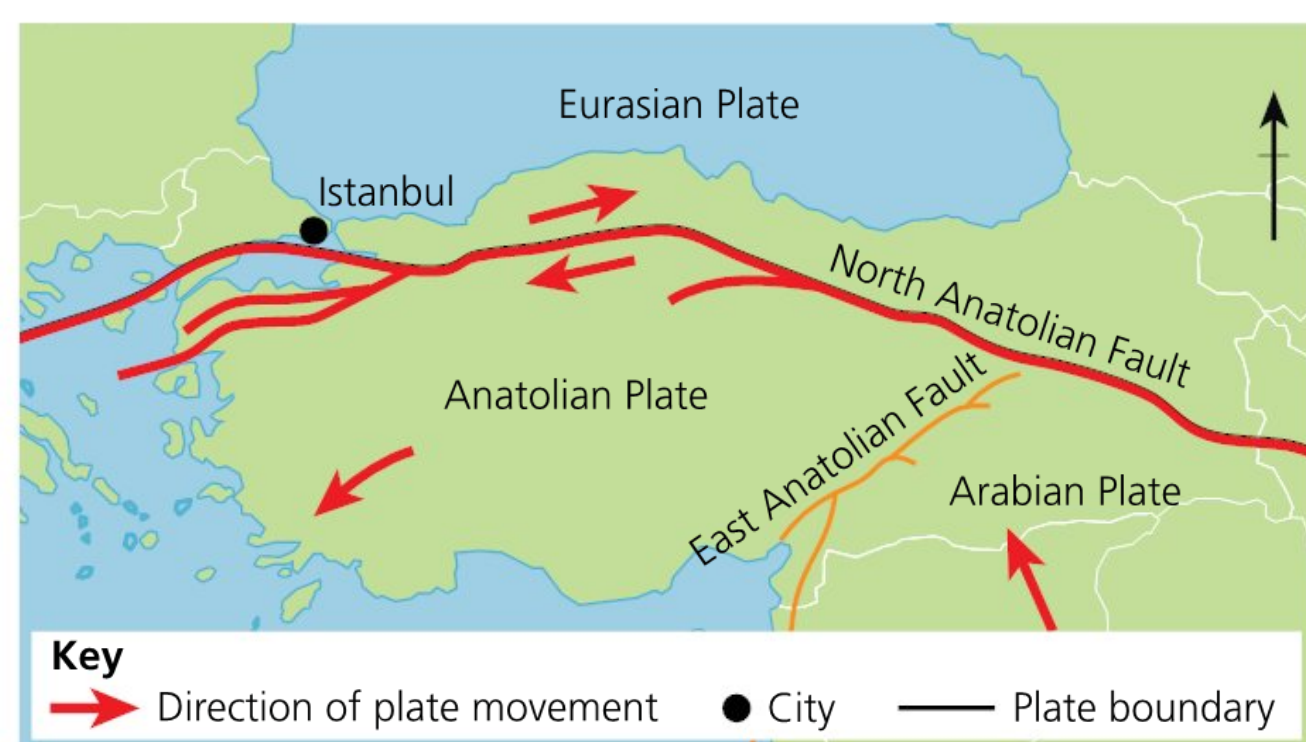 Eurasian Plate
Istanbul
North Anatolian Fault
Anatolian Plate
East Anatolian Fault
Arabian Plate
Key
Direction of plate movement
City
Plate boundary